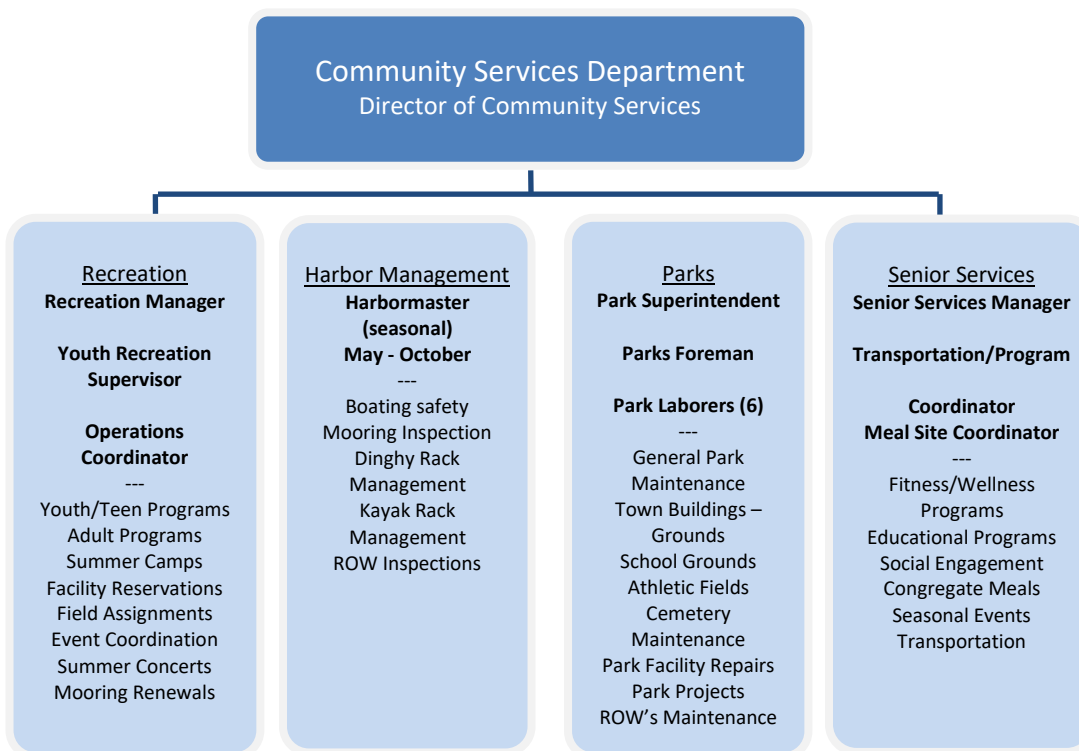 Community Services Department
Director of Community Services
Recreation
Recreation Manager
Youth Recreation
Supervisor
Operations
Coordinator
---
Youth/Teen Programs
Adult Programs
Summer Camps
Facility Reservations
Field Assignments
Event Coordination
Summer Concerts
Mooring Renewals
Harbor Management
Harbormaster
(seasonal)
May - October
---
Boating safety
Mooring Inspection
Dinghy Rack
Management
Kayak Rack
Management
ROW Inspections
Parks
Park Superintendent
Parks Foreman
Park Laborers (6)
---
General Park
Maintenance
Town Buildings –
Grounds
School Grounds
Athletic Fields
Cemetery
Maintenance
Park Facility Repairs
Park Projects
ROW's Maintenance
Senior Services
Senior Services Manager
Transportation/Program
Coordinator
Meal Site Coordinator
---
Fitness/Wellness
Programs
Educational Programs
Social Engagement
Congregate Meals
Seasonal Events
Transportation